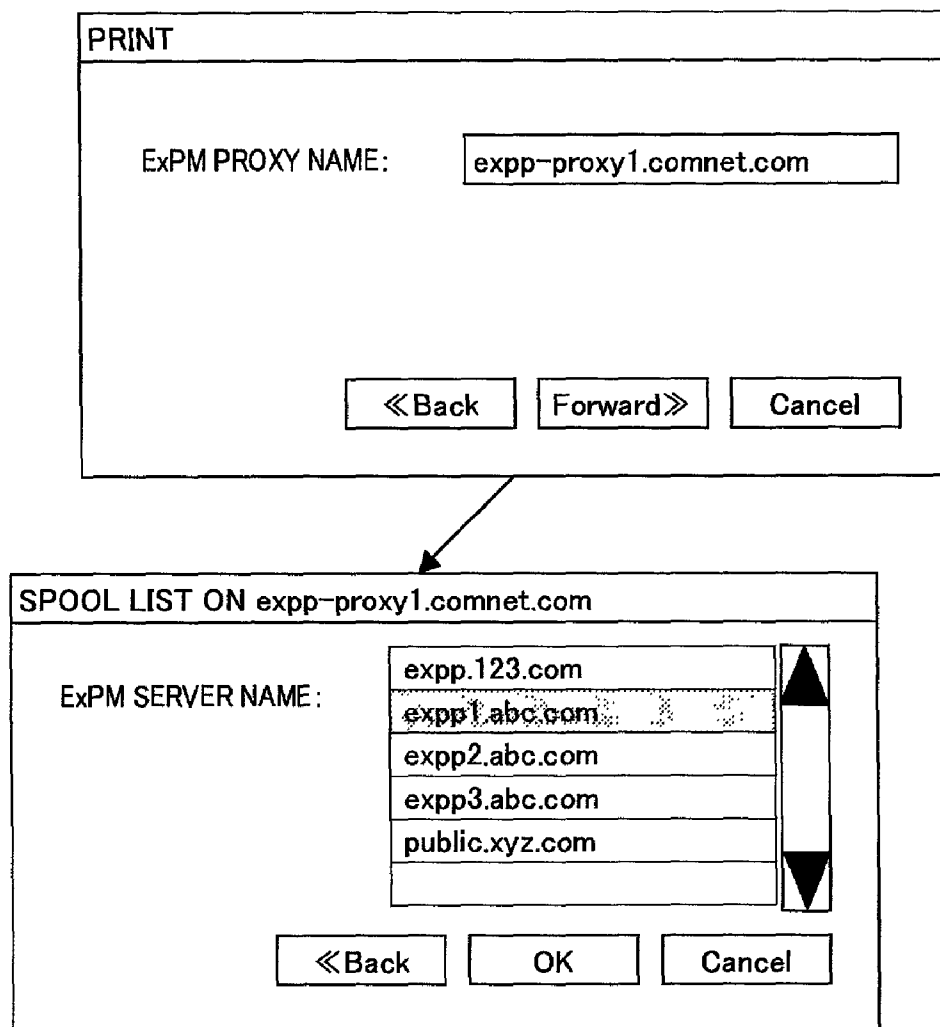 PRINT
ExPM PROXY NAME: expp-proxy1.comnet.com
≪Back Forward≫ Cancel
SPOOL LIST ON expp-proxy1.comnet.com
ExPM SERVER NAME:
expp.123.com
expp1.abc.com
expp2.abc.com
expp3.abc.com
public.xyz.com
≪Back OK Cancel